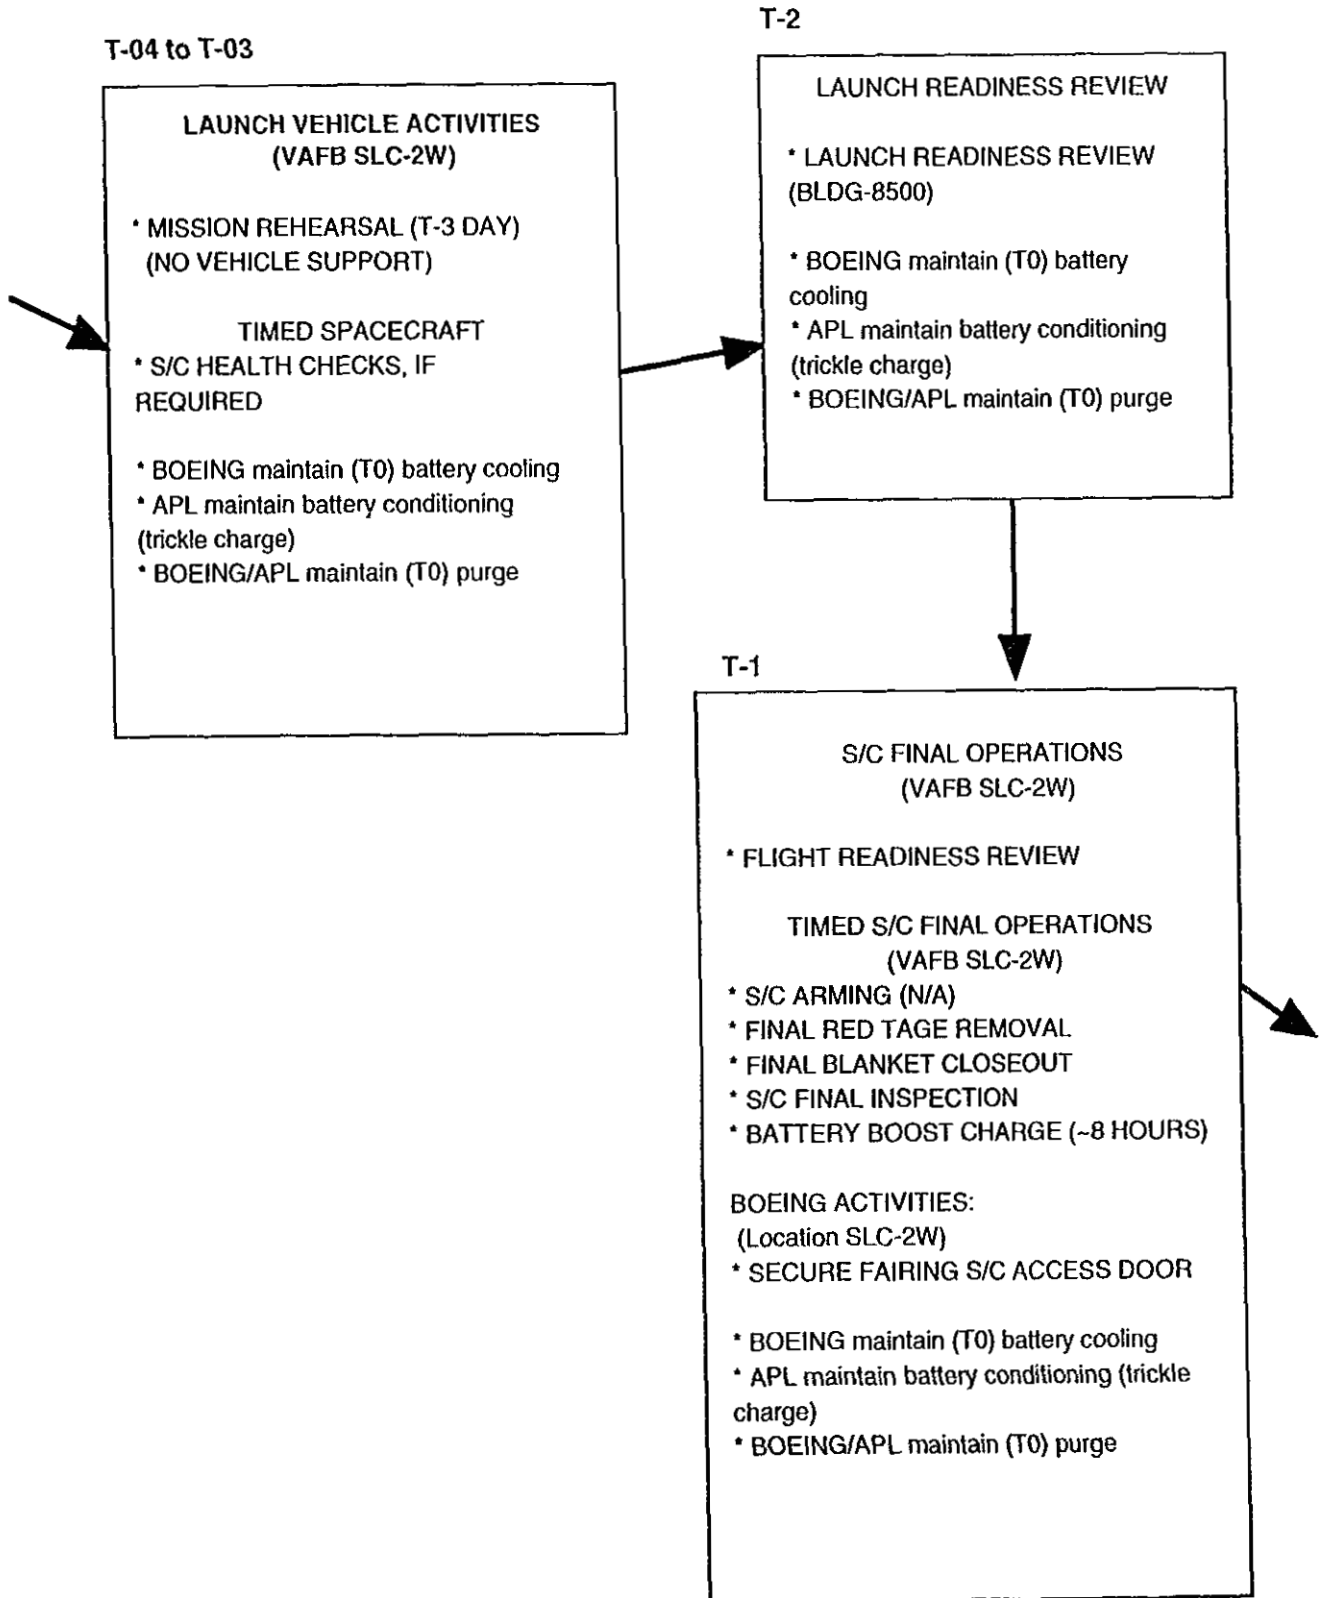 T-04 to T-03
LAUNCH VEHICLE ACTIVITIES
(VAFB SLC-2W)
* MISSION REHEARSAL (T-3 DAY)
(NO VEHICLE SUPPORT)
TIMED SPACECRAFT
* S/C HEALTH CHECKS, IF
REQUIRED
* BOEING maintain (T0) battery cooling
* APL maintain battery conditioning
(trickle charge)
* BOEING/APL maintain (T0) purge
T-2
LAUNCH READINESS REVIEW
* LAUNCH READINESS REVIEW
(BLDG-8500)
* BOEING maintain (T0) battery
cooling
* APL maintain battery conditioning
(trickle charge)
* BOEING/APL maintain (T0) purge
T-1
S/C FINAL OPERATIONS
(VAFB SLC-2W)
* FLIGHT READINESS REVIEW
TIMED S/C FINAL OPERATIONS
(VAFB SLC-2W)
* S/C ARMING (N/A)
* FINAL RED TAGE REMOVAL
* FINAL BLANKET CLOSEOUT
* S/C FINAL INSPECTION
* BATTERY BOOST CHARGE (~8 HOURS)
BOEING ACTIVITIES:
(Location SLC-2W)
* SECURE FAIRING S/C ACCESS DOOR
* BOEING maintain (T0) battery cooling
* APL maintain battery conditioning (trickle
charge)
* BOEING/APL maintain (T0) purge